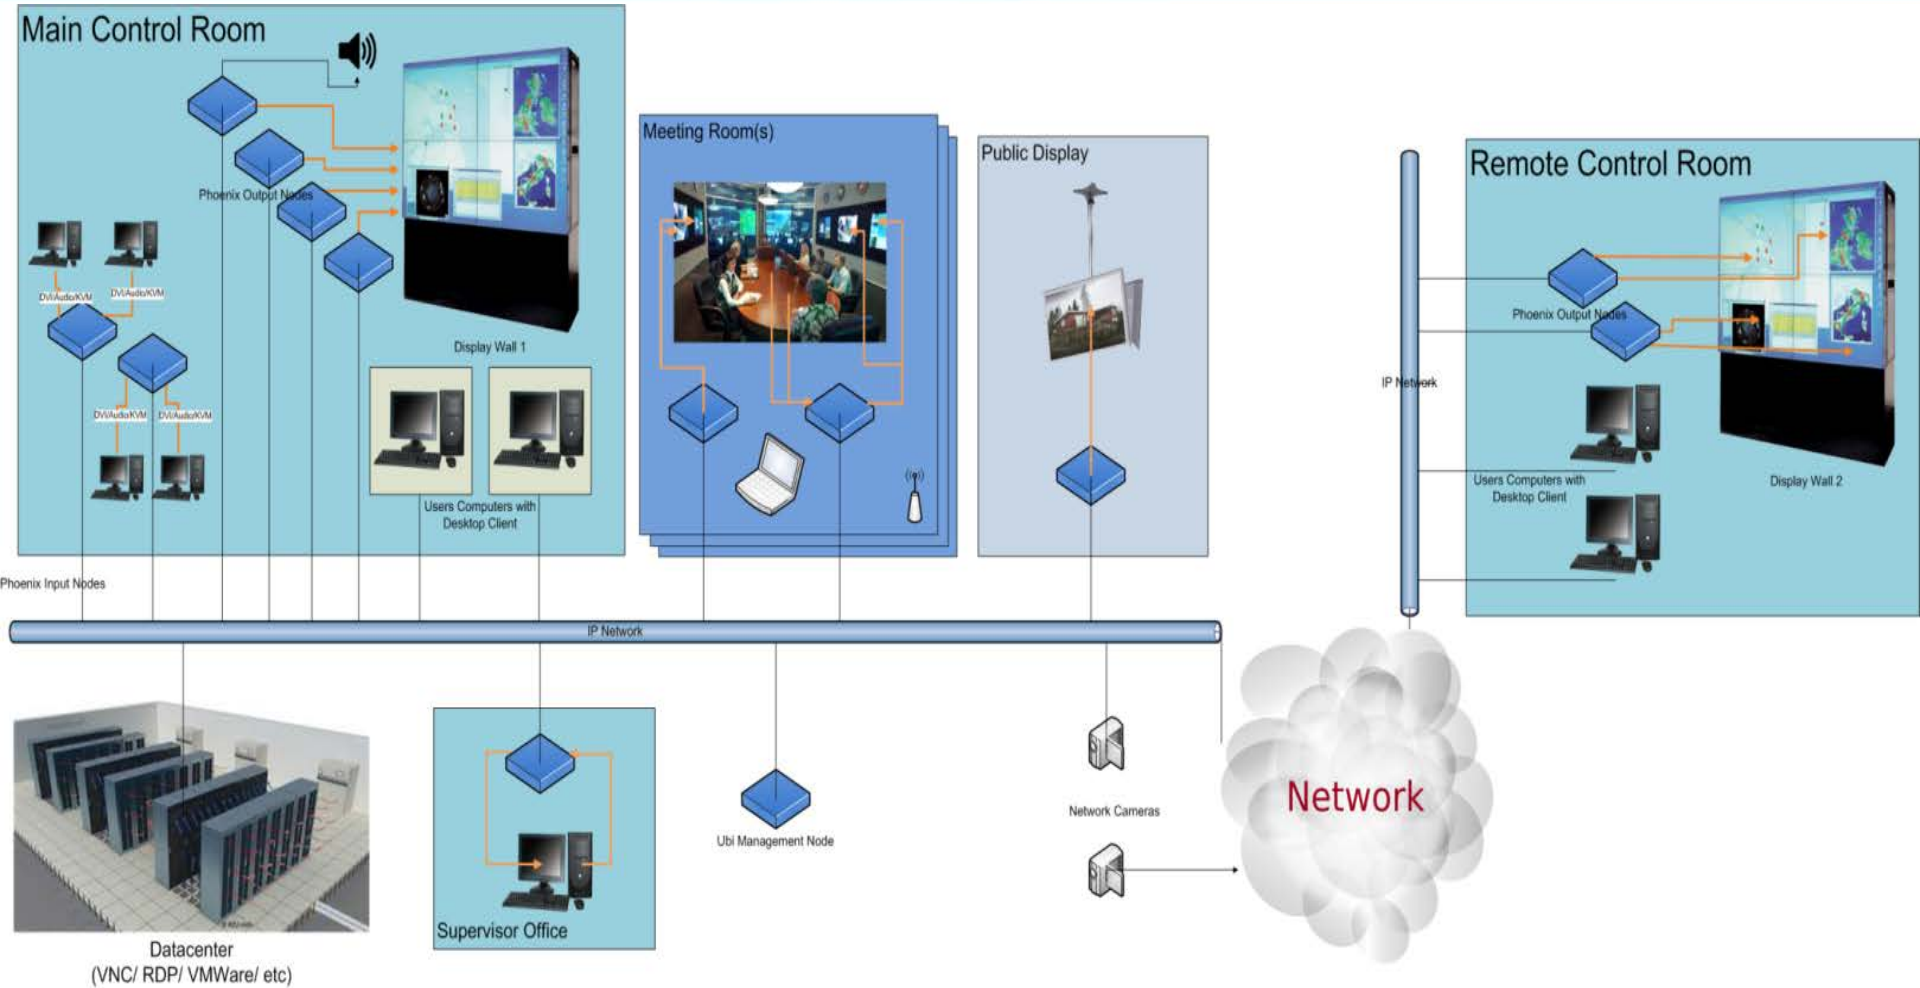 Main Control Room
Phoenix Output Nodes
DVI/Audio/KVM
DVI/Audio/KVM
DVI/Audio/KVM
DVI/Audio/KVM
Display Wall 1
Users Computers with
Desktop Client
Phoenix Input Nodes
Meeting Room(s)
Public Display
IP Network
Remote Control Room
Phoenix Output Nodes
Users Computers with
Desktop Client
Display Wall 2
IP Network
Datacenter
(VNC/ RDP/ VMWare/ etc)
Supervisor Office
Ubi Management Node
Network Cameras
Network